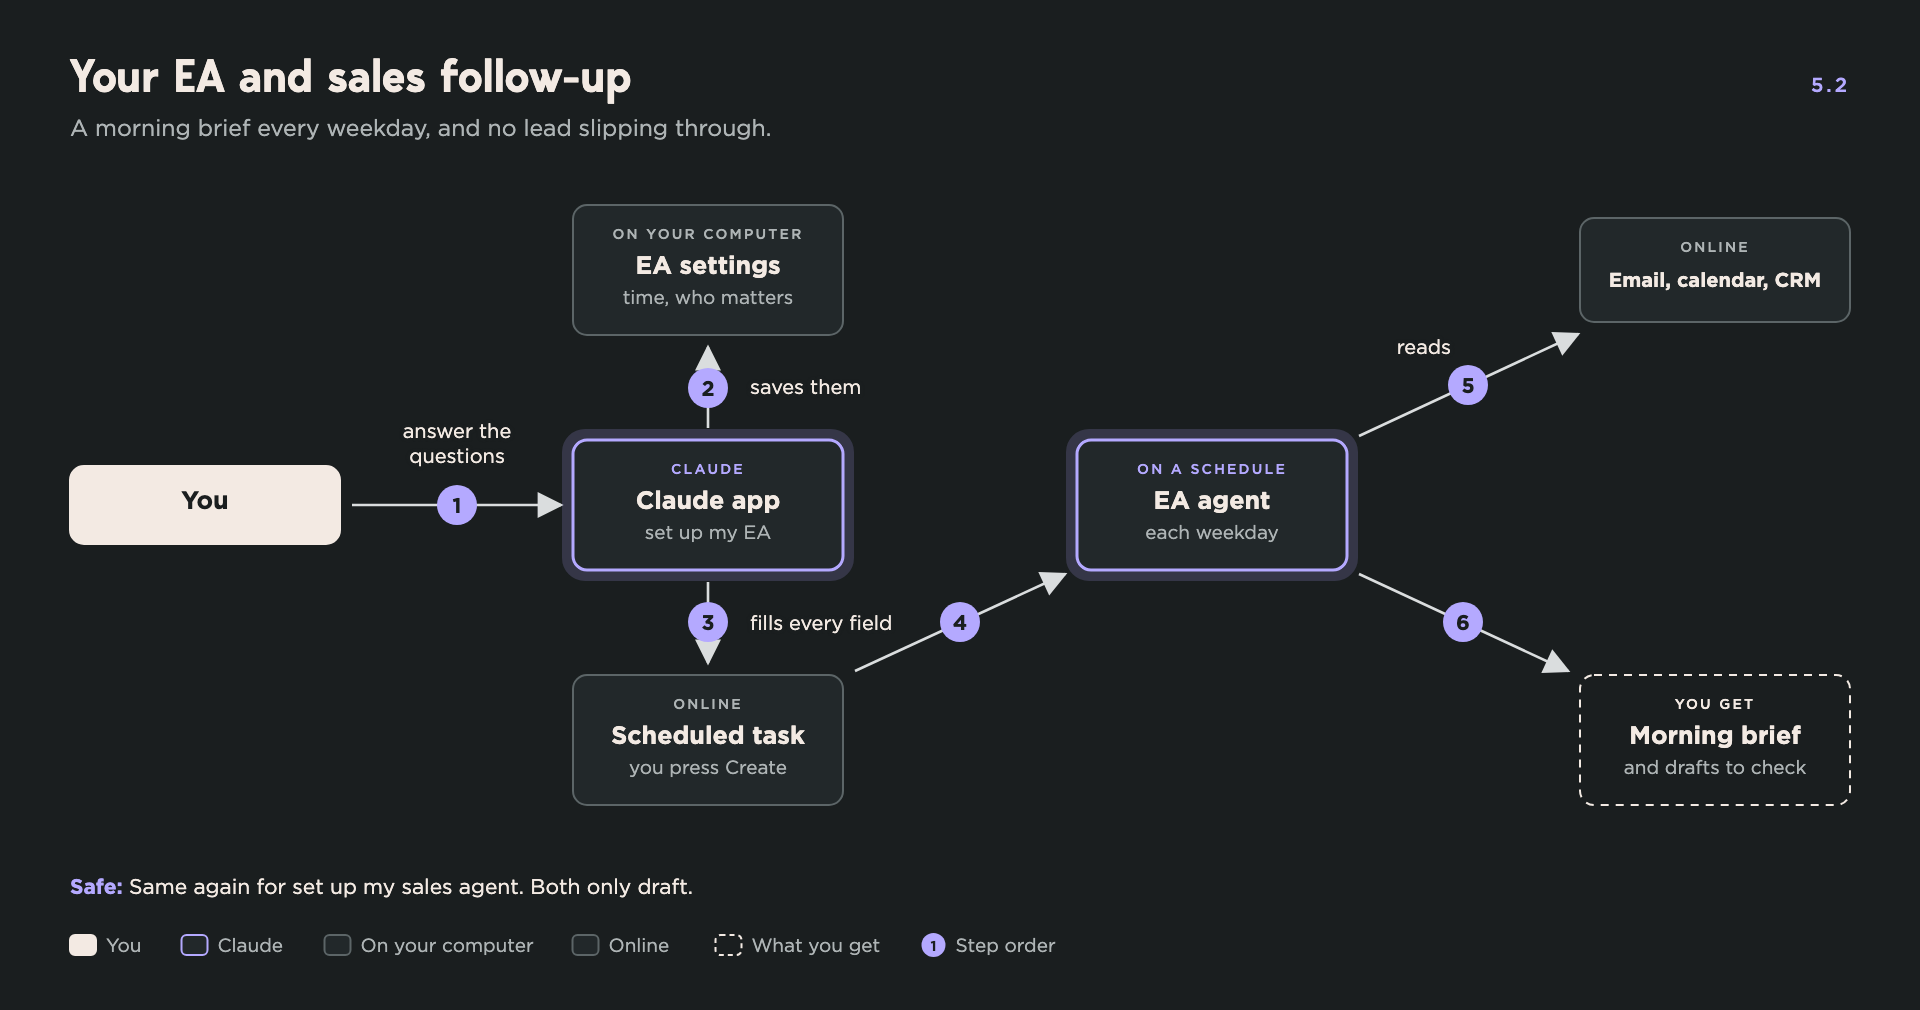 Your EA and sales follow-up
5.2
A morning brief every weekday, and no lead slipping through.
ON YOUR COMPUTER
EA settings
time, who matters
ONLINE
Email, calendar, CRM
reads
5
2
saves them
answer the
questions
You
1
CLAUDE
Claude app
set up my EA
ON A SCHEDULE
EA agent
each weekday
3
fills every field
4
6
ONLINE
Scheduled task
you press Create
YOU GET
Morning brief
and drafts to check
Safe: Same again for set up my sales agent. Both only draft.
You
Claude
On your computer
Online
What you get
1 Step order